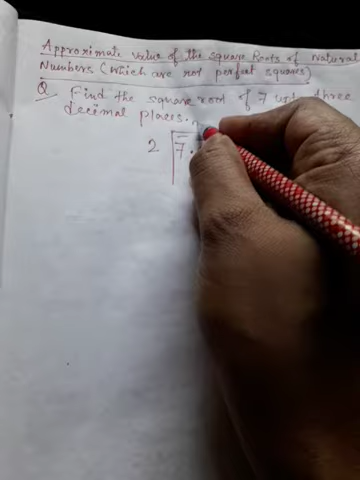 Approximate value of the square Roots of Natural
Numbers (Which are not perfect squares)
Q Find the square root of 7 three
decimal places.
2 7.